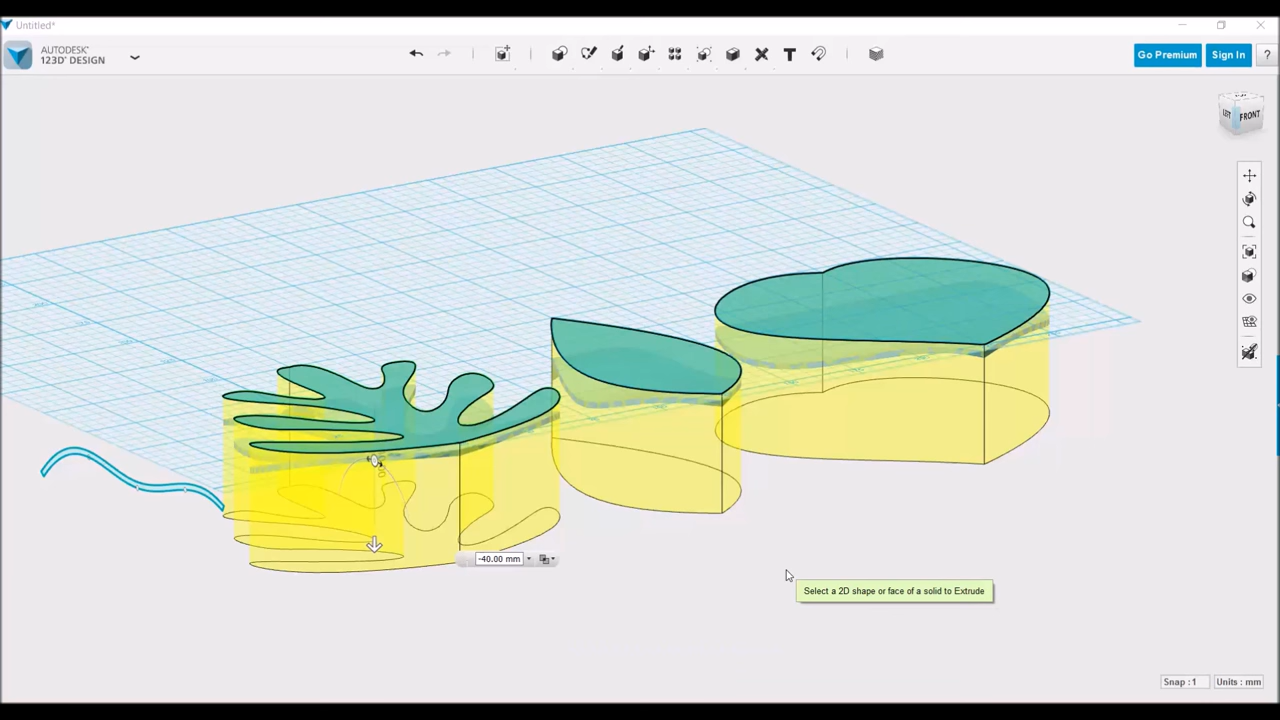 Untitled*
AUTODESK®
123D® DESIGN
T
Go Premium
Sign In
?
LEFT
FRONT
-40.00 mm
Select a 2D shape or face of a solid to Extrude
Snap : 1
Units : mm